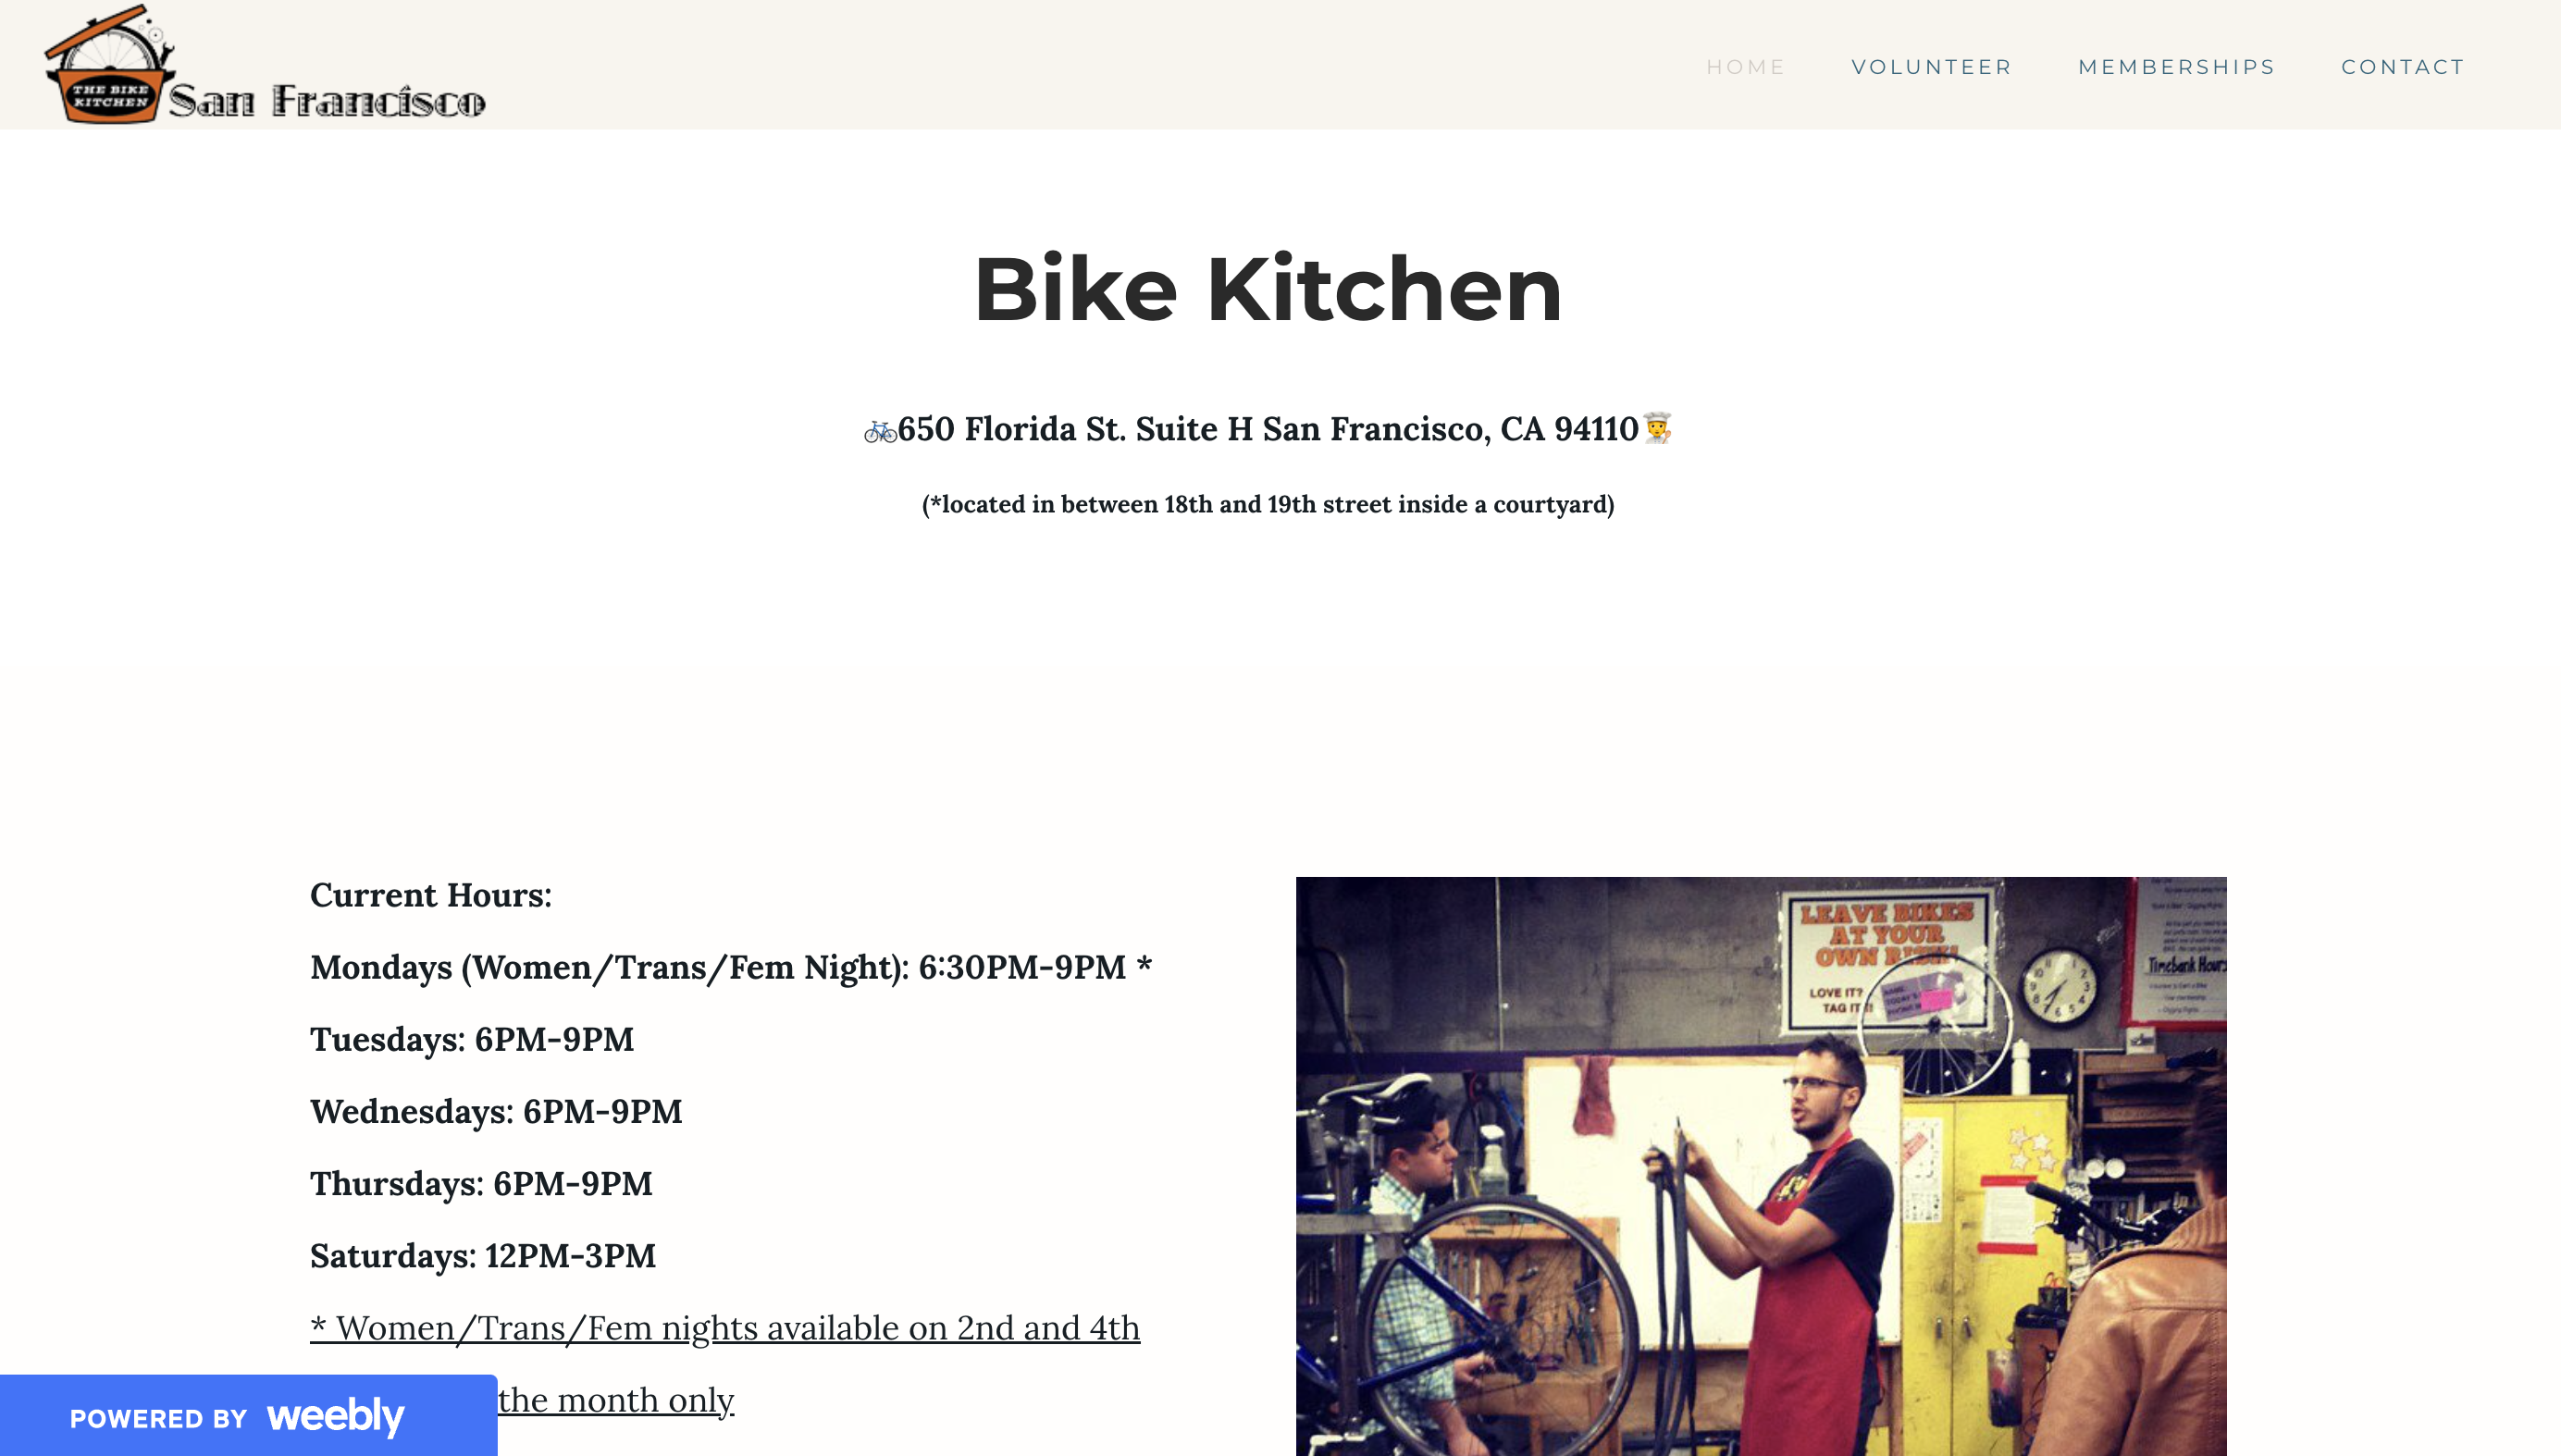 THE BIKE
KITCHEN
San Francisco
HOME VOLUNTEER MEMBERSHIPS CONTACT
Bike Kitchen
🚲650 Florida St. Suite H San Francisco, CA 94110🧑‍🍳
(*located in between 18th and 19th street inside a courtyard)
Current Hours:
Mondays (Women/Trans/Fem Night): 6:30PM-9PM *
Tuesdays: 6PM-9PM
Wednesdays: 6PM-9PM
Thursdays: 6PM-9PM
Saturdays: 12PM-3PM
* Women/Trans/Fem nights available on 2nd and 4th
the month only
POWERED BY weebly
LEAVE BIKES
AT YOUR
OWN RISK!
LOVE IT?
TAG IT
Timebank Hours